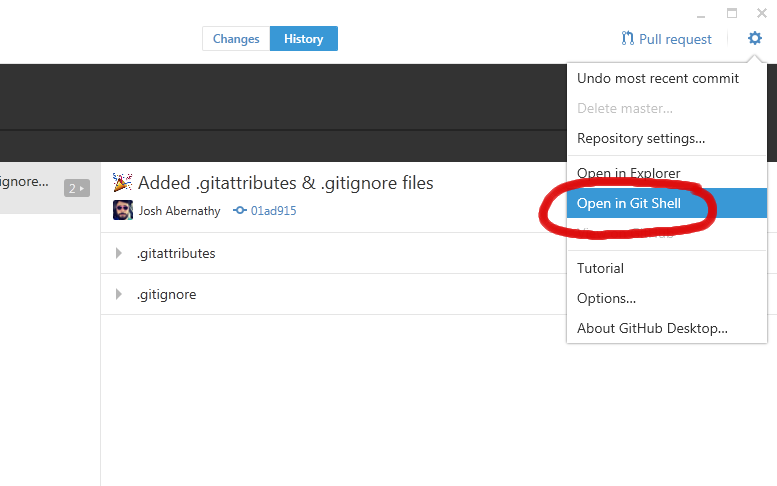 Changes
History
Pull request
Undo most recent commit
Delete master...
Repository settings...
ignore...
2
Open in Explorer
Added .gitattributes & .gitignore files
Open in Git Shell
Josh Abernathy
01ad915
.gitattributes
Tutorial
.gitignore
Options...
About GitHub Desktop...